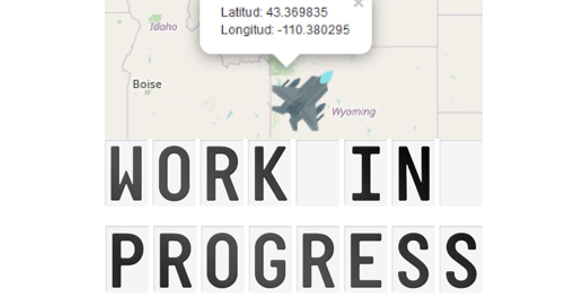 Latitud: 43.369835
Longitud: -110.380295
×
Idaho
Boise
Wyoming
WORK IN
PROGRESS